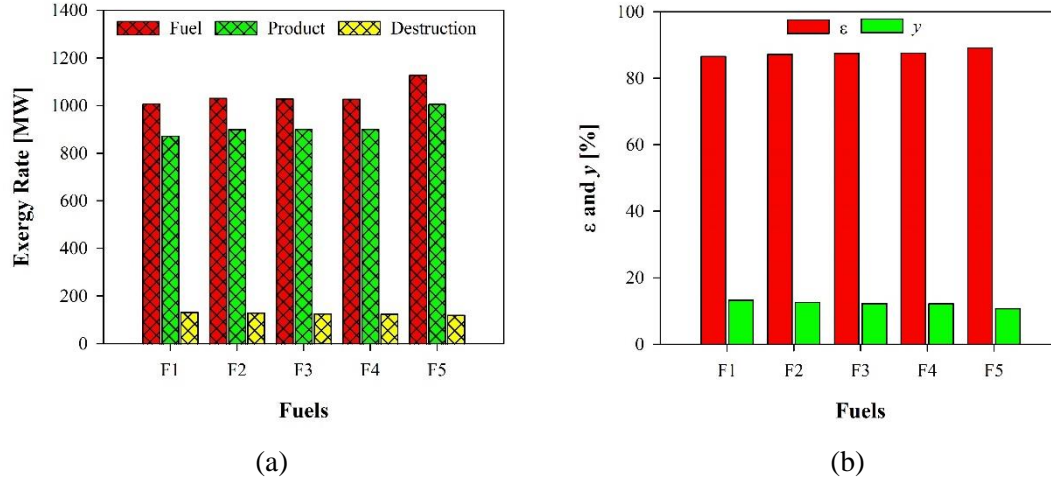 1400
1200
1000
800
600
400
200
0
Exergy Rate [MW]
Fuel Product Destruction
F1 F2 F3 F4 F5
Fuels
(a)
100
80
60
40
20
0
ε and y [%]
ε y
F1 F2 F3 F4 F5
Fuels
(b)